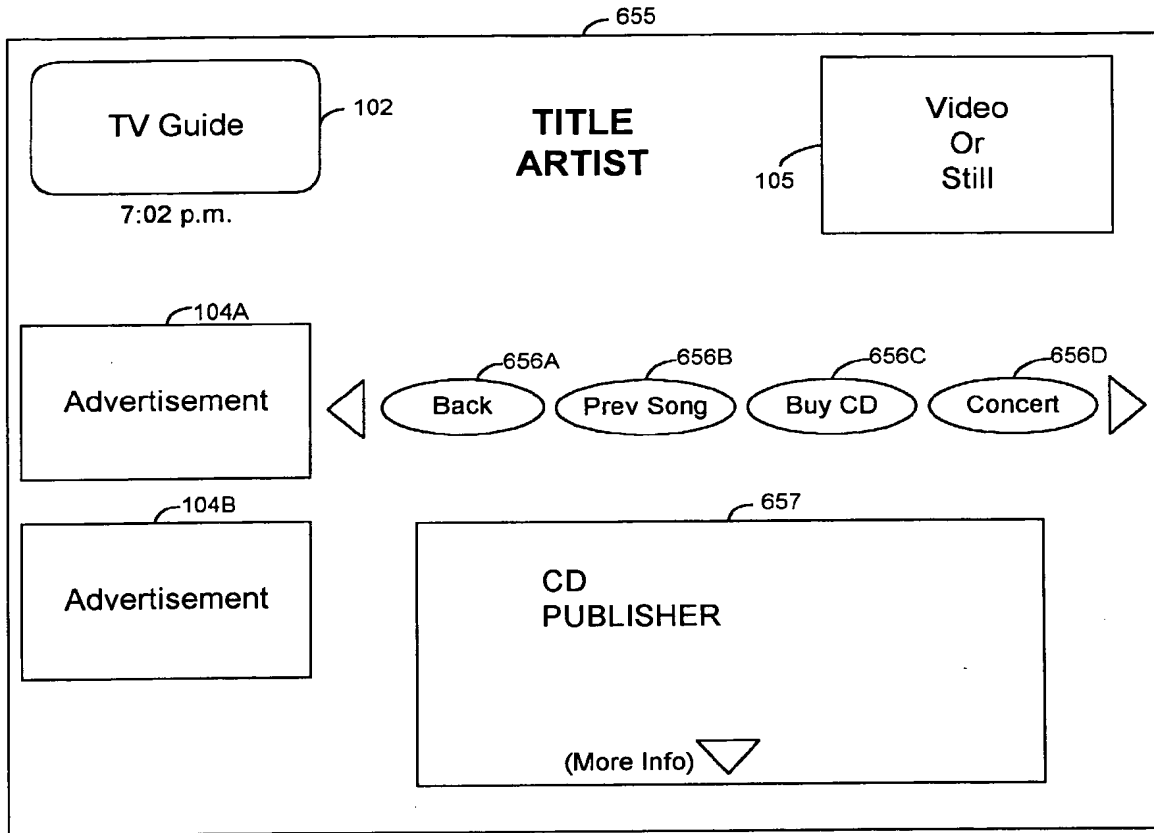 655
TV Guide
102
7:02 p.m.
TITLE
ARTIST
105
Video
Or
Still
104A
Advertisement
656A
656B
656C
656D
Back
Prev Song
Buy CD
Concert
104B
Advertisement
657
CD
PUBLISHER
(More Info)